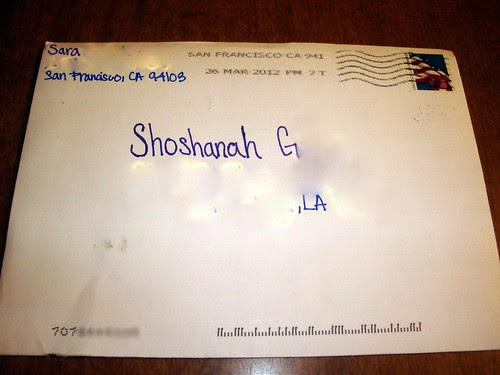 Sara
San Francisco, CA 94103
SAN FRANCISCO CA 941
26 MAR 2012 PM 7 T
Shoshanah G
, LA
707